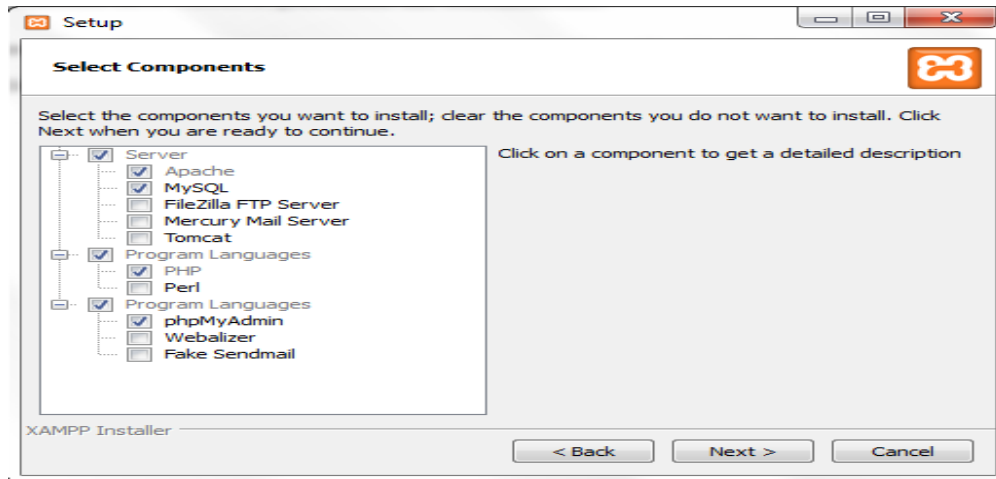 Setup
Select Components
Select the components you want to install; clear the components you do not want to install. Click
Next when you are ready to continue.
Server
Apache
MySQL
FileZilla FTP Server
Mercury Mail Server
Tomcat
Program Languages
PHP
Perl
Program Languages
phpMyAdmin
Webalizer
Fake Sendmail
Click on a component to get a detailed description
XAMPP Installer
< Back
Next >
Cancel